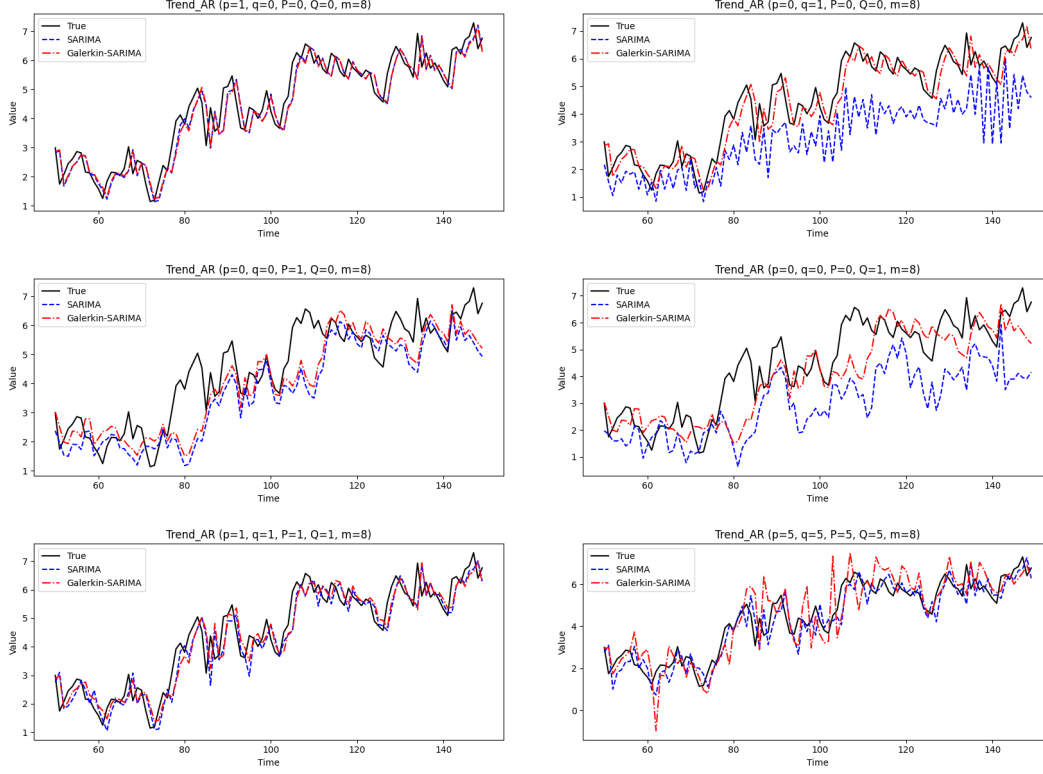 Trend_AR (p=1, q=0, P=0, Q=0, m=8)
True
SARIMA
Galerkin-SARIMA
Value
7
6
5
4
3
2
1
60 80 100 120 140
Time
Trend_AR (p=0, q=1, P=0, Q=0, m=8)
True
SARIMA
Galerkin-SARIMA
Value
7
6
5
4
3
2
1
60 80 100 120 140
Time
Trend_AR (p=0, q=0, P=1, Q=0, m=8)
True
SARIMA
Galerkin-SARIMA
Value
7
6
5
4
3
2
1
60 80 100 120 140
Time
Trend_AR (p=0, q=0, P=0, Q=1, m=8)
True
SARIMA
Galerkin-SARIMA
Value
7
6
5
4
3
2
1
60 80 100 120 140
Time
Trend_AR (p=1, q=1, P=1, Q=1, m=8)
True
SARIMA
Galerkin-SARIMA
Value
7
6
5
4
3
2
1
60 80 100 120 140
Time
Trend_AR (p=5, q=5, P=5, Q=5, m=8)
True
SARIMA
Galerkin-SARIMA
Value
6
4
2
0
60 80 100 120 140
Time